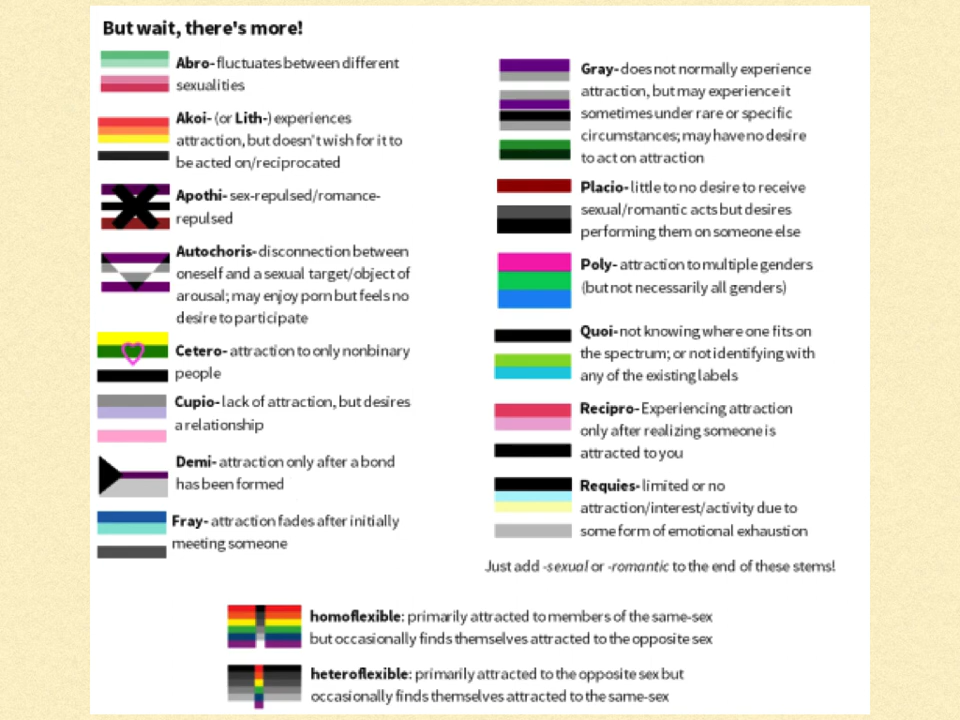 But wait, there's more!
Abro- fluctuates between different
sexualities
Akoi- (or Lith-) experiences
attraction, but doesn't wish for it to
be acted on/reciprocated
Apothi- sex-repulsed/romance-
repulsed
Autochoris- disconnection between
oneself and a sexual target/object of
arousal; may enjoy porn but feels no
desire to participate
Cetero- attraction to only nonbinary
people
Cupio- lack of attraction, but desires
a relationship
Demi- attraction only after a bond
has been formed
Fray- attraction fades after initially
meeting someone
Gray- does not normally experience
attraction, but may experience it
sometimes under rare or specific
circumstances; may have no desire
to act on attraction
Placio- little to no desire to receive
sexual/romantic acts but desires
performing them on someone else
Poly- attraction to multiple genders
(but not necessarily all genders)
Quoi- not knowing where one fits on
the spectrum; or not identifying with
any of the existing labels
Recipro- Experiencing attraction
only after realizing someone is
attracted to you
Requies- limited or no
attraction/interest/activity due to
some form of emotional exhaustion
Just add -sexual or -romantic to the end of these stems!
homoflexible: primarily attracted to members of the same-sex
but occasionally finds themselves attracted to the opposite sex
heteroflexible: primarily attracted to the opposite sex but
occasionally finds themselves attracted to the same-sex